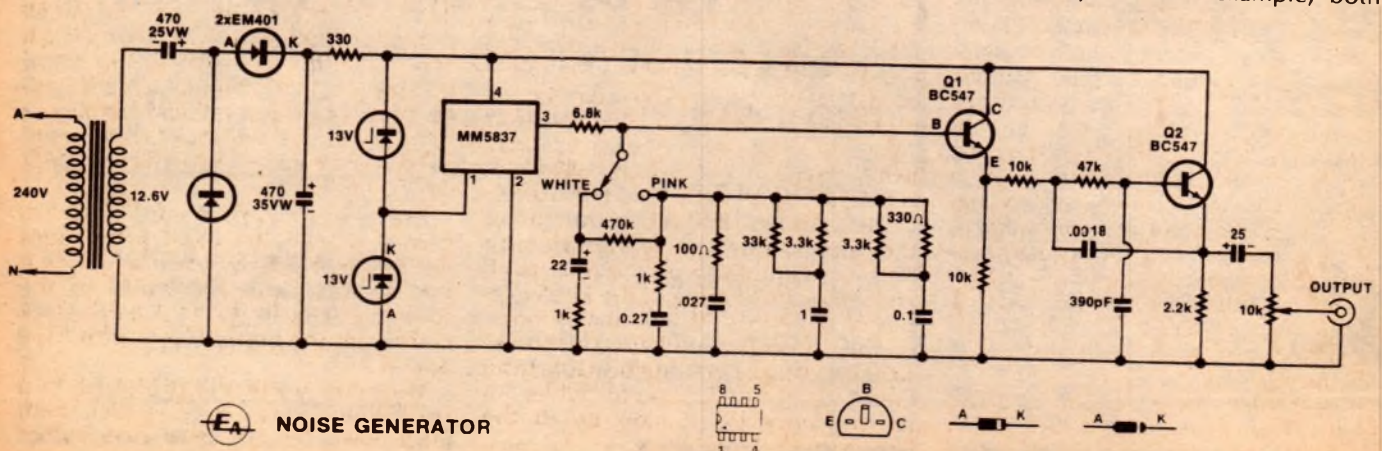 ample, both
470
25VW
2xEM401
A
K
330
13V
K
13V
A
A
240V
N
12.6V
470
35VW
4
MM5837
3
1
2
6.8k
WHITE
PINK
470k
22
1k
1k
0.27
100Ω
.027
33k
3.3k
1
3.3k
330Ω
0.1
Q1
BC547
B
C
E
10k
10k
47k
.0018
390pF
Q2
BC547
25
2.2k
10k
OUTPUT
EA NOISE GENERATOR
8 5
1 4
B
E C
A K
A K